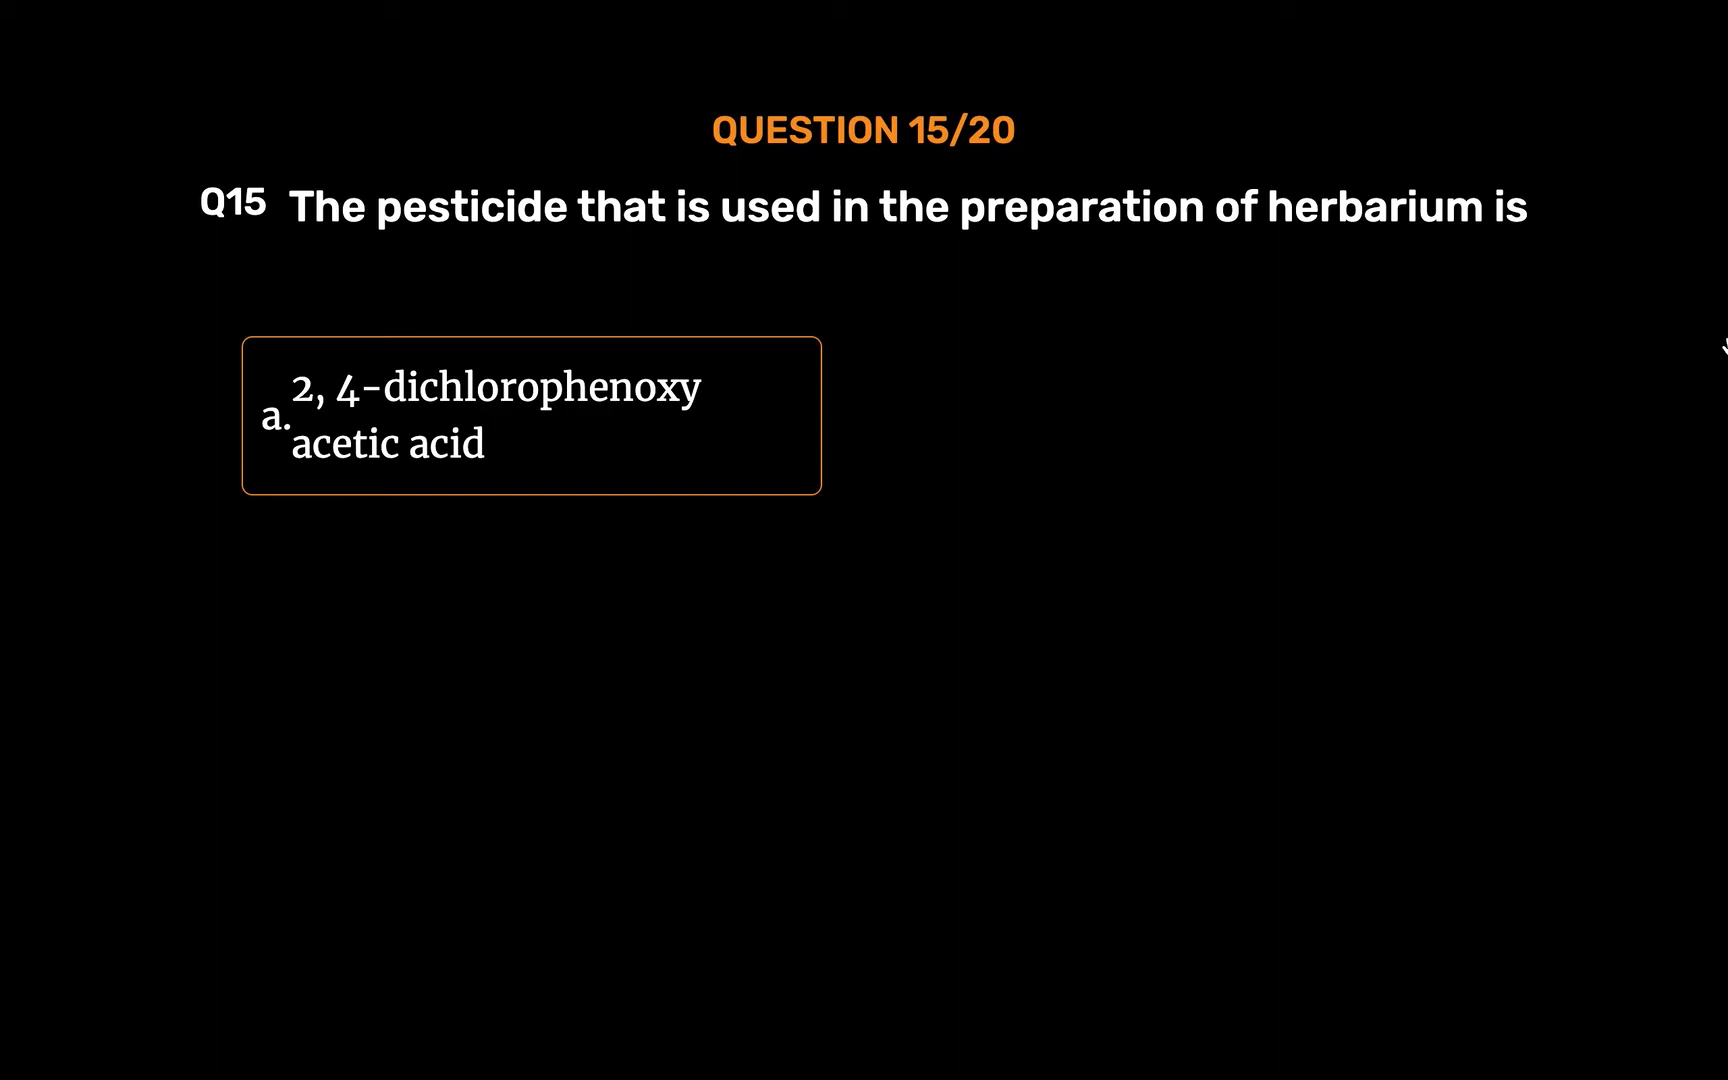 QUESTION 15/20
Q15 The pesticide that is used in the preparation of herbarium is
2, 4-dichlorophenoxy
a.
acetic acid